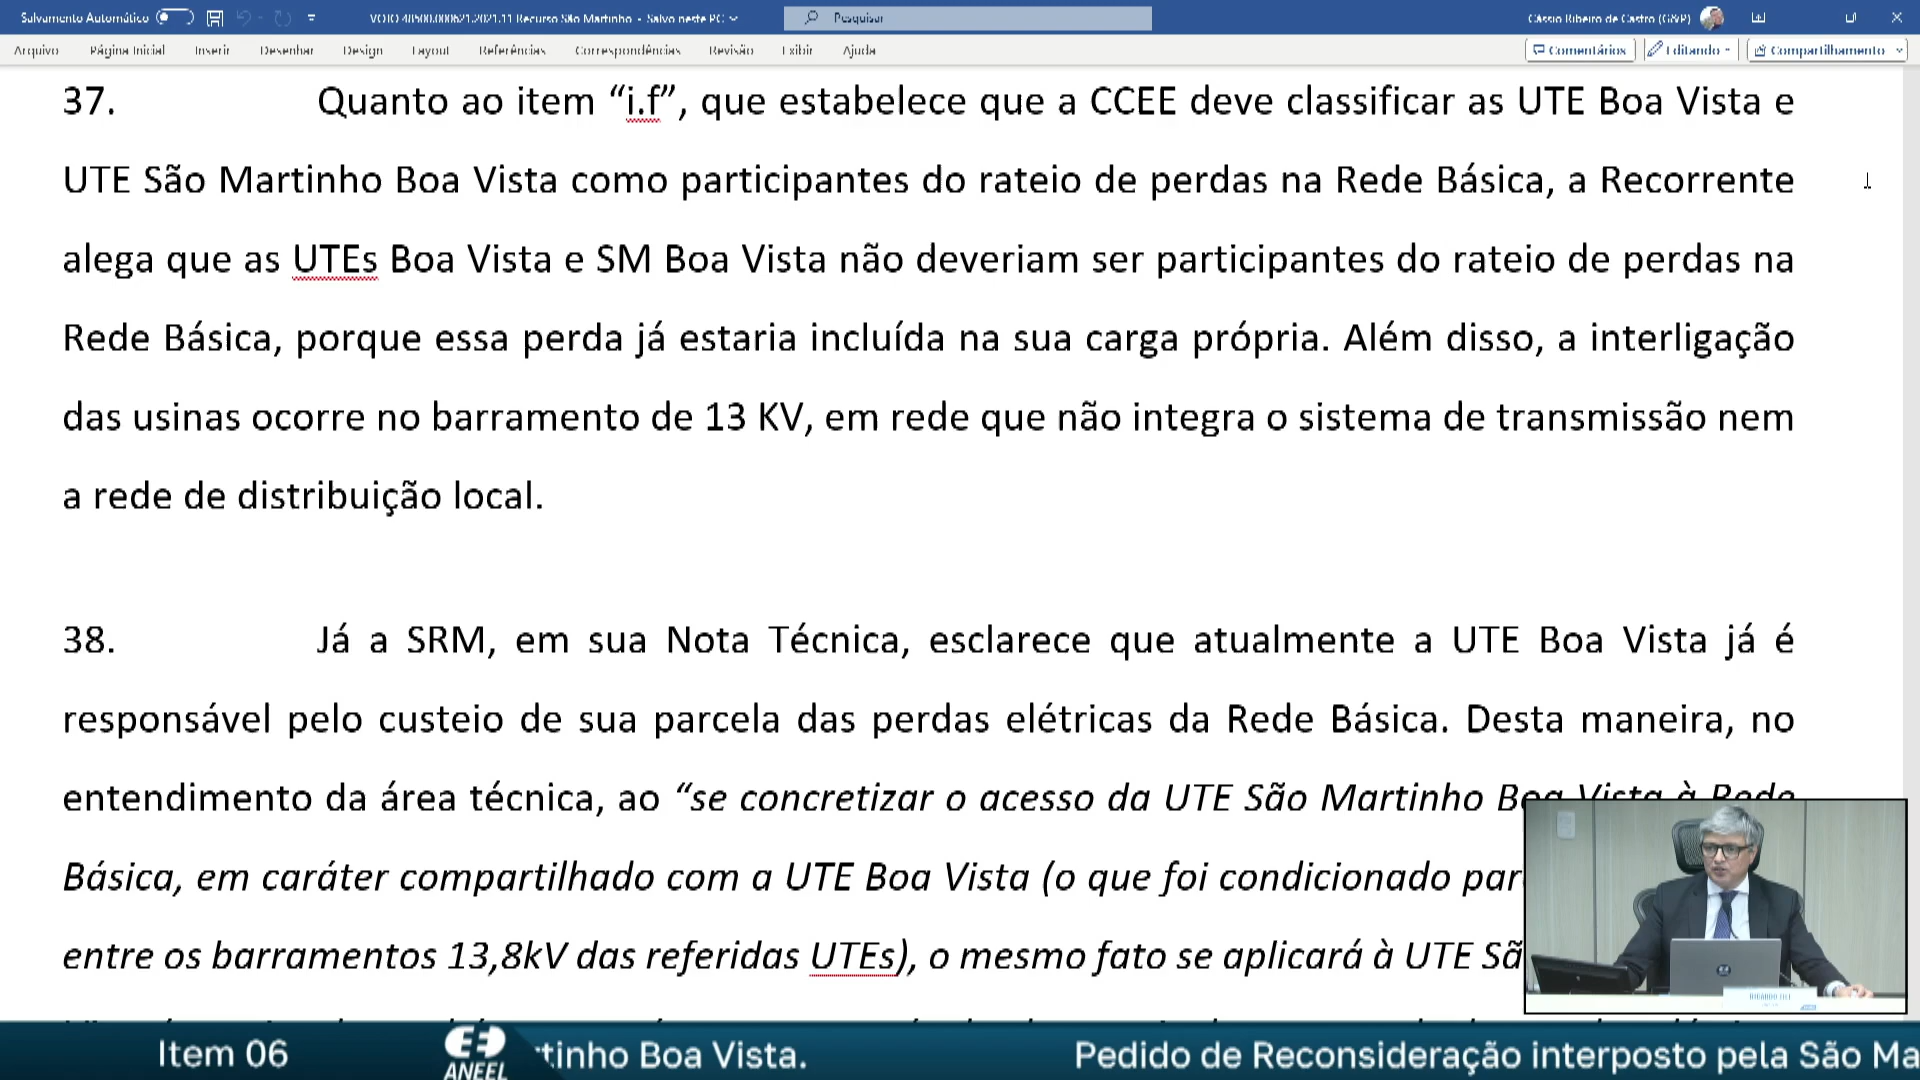 Salvamento Automático
VOTO 48500.000621.2021.11 Recurso São Martinho - Salvo neste PC
Pesquisar
Cássio Ribeiro de Castro (G&P)
Arquivo Página Inicial Inserir Desenhar Design Layout Referências Correspondências Revisão Exibir Ajuda
Comentários Editando Compartilhamento
37. Quanto ao item “i.f”, que estabelece que a CCEE deve classificar as UTE Boa Vista e
UTE São Martinho Boa Vista como participantes do rateio de perdas na Rede Básica, a Recorrente
alega que as UTEs Boa Vista e SM Boa Vista não deveriam ser participantes do rateio de perdas na
Rede Básica, porque essa perda já estaria incluída na sua carga própria. Além disso, a interligação
das usinas ocorre no barramento de 13 KV, em rede que não integra o sistema de transmissão nem
a rede de distribuição local.
38. Já a SRM, em sua Nota Técnica, esclarece que atualmente a UTE Boa Vista já é
responsável pelo custeio de sua parcela das perdas elétricas da Rede Básica. Desta maneira, no
entendimento da área técnica, ao “se concretizar o acesso da UTE São Martinho Boa Vista à Rede
Básica, em caráter compartilhado com a UTE Boa Vista (o que foi condicionado par
entre os barramentos 13,8kV das referidas UTEs), o mesmo fato se aplicará à UTE Sã
Item 06
ANEEL
tinho Boa Vista.
Pedido de Reconsideração interposto pela São Ma